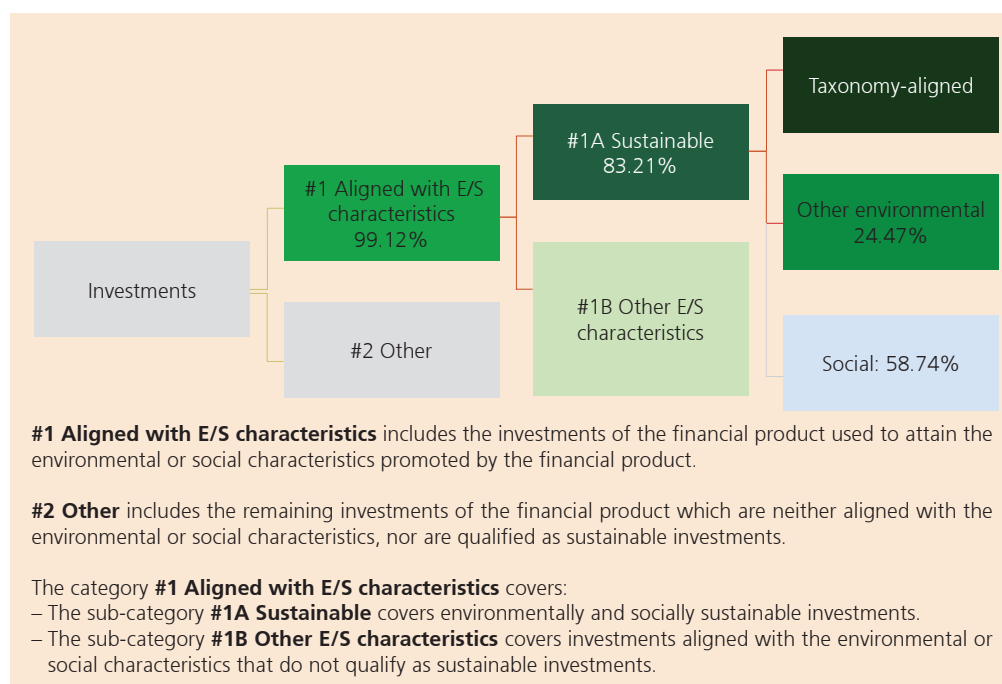 Taxonomy-aligned
#1A Sustainable
83.21%
#1 Aligned with E/S
characteristics
99.12%
Other environmental
24.47%
Investments
#1B Other E/S
characteristics
#2 Other
Social: 58.74%
#1 Aligned with E/S characteristics includes the investments of the financial product used to attain the
environmental or social characteristics promoted by the financial product.
#2 Other includes the remaining investments of the financial product which are neither aligned with the
environmental or social characteristics, nor are qualified as sustainable investments.
The category #1 Aligned with E/S characteristics covers:
– The sub-category #1A Sustainable covers environmentally and socially sustainable investments.
– The sub-category #1B Other E/S characteristics covers investments aligned with the environmental or
social characteristics that do not qualify as sustainable investments.